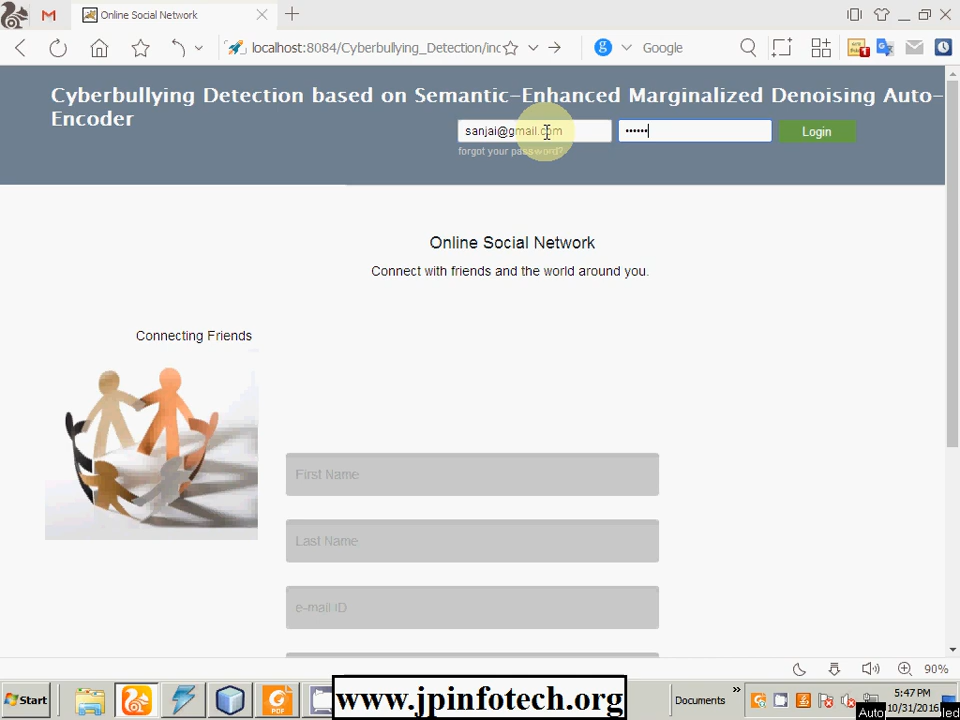 Online Social Network
localhost:8084/Cyberbullying_Detection/inc
Google
Cyberbullying Detection based on Semantic-Enhanced Marginalized Denoising Auto-
Encoder
sanjai@gmail.com
••••••
Login
forgot your password?
Online Social Network
Connect with friends and the world around you.
Connecting Friends
First Name
Last Name
e-mail ID
90%
Start
PDF
www.jpinfotech.org
Documents
5:47 PM
10/31/2016